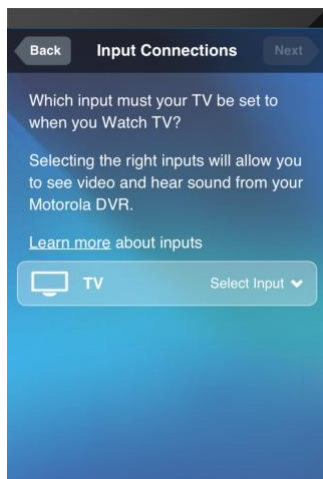 Back Input Connections Next
Which input must your TV be set to
when you Watch TV?
Selecting the right inputs will allow you
to see video and hear sound from your
Motorola DVR.
Learn more about inputs
TV Select Input